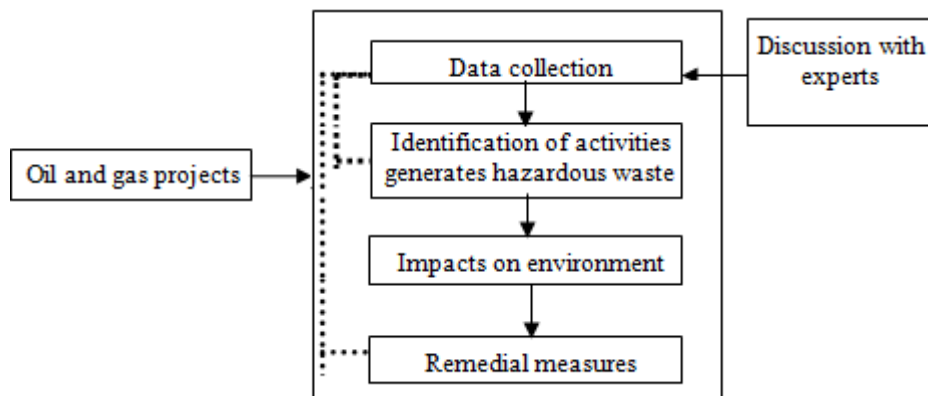 Data collection
Discussion with
experts
Identification of activities
generates hazardous waste
Oil and gas projects
Impacts on environment
Remedial measures